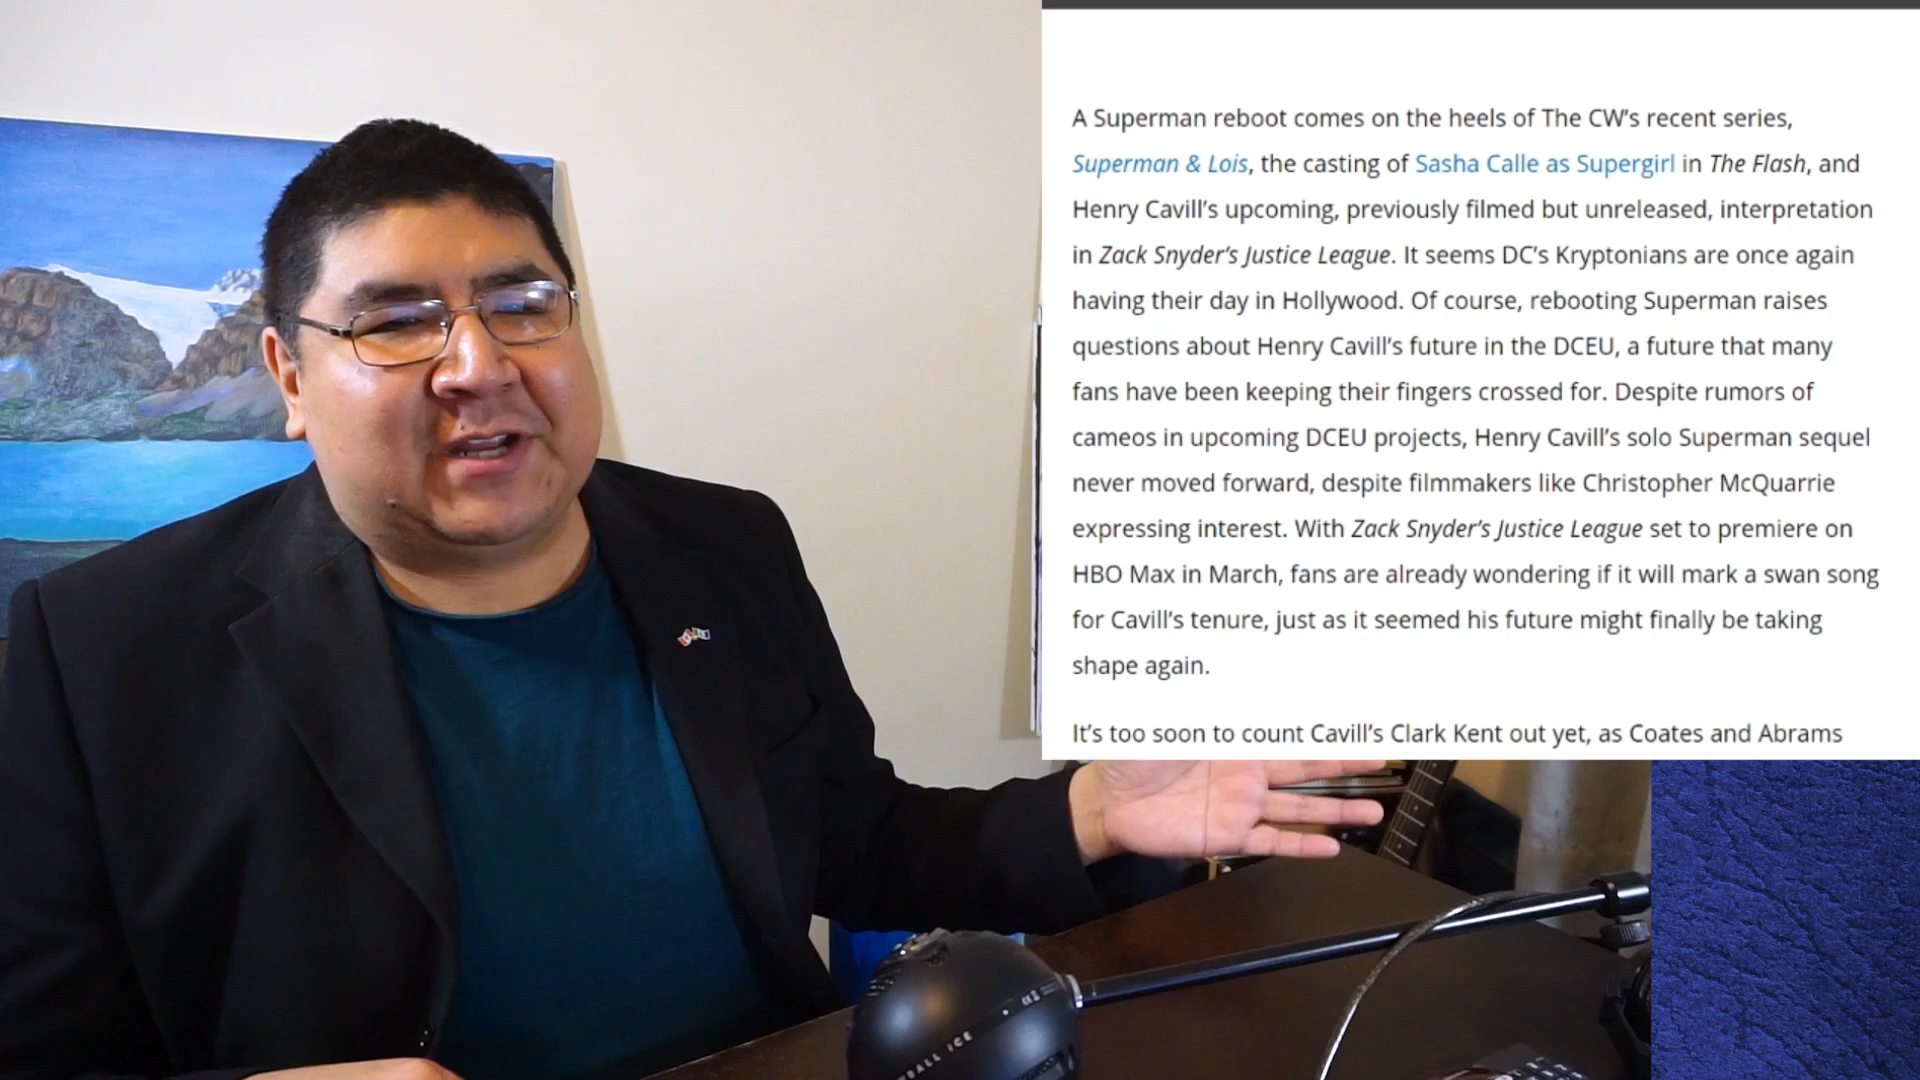 A Superman reboot comes on the heels of The CW's recent series,
Superman & Lois, the casting of Sasha Calle as Supergirl in The Flash, and
Henry Cavill's upcoming, previously filmed but unreleased, interpretation
in Zack Snyder's Justice League. It seems DC's Kryptonians are once again
having their day in Hollywood. Of course, rebooting Superman raises
questions about Henry Cavill's future in the DCEU, a future that many
fans have been keeping their fingers crossed for. Despite rumors of
cameos in upcoming DCEU projects, Henry Cavill's solo Superman sequel
never moved forward, despite filmmakers like Christopher McQuarrie
expressing interest. With Zack Snyder's Justice League set to premiere on
HBO Max in March, fans are already wondering if it will mark a swan song
for Cavill's tenure, just as it seemed his future might finally be taking
shape again.
It's too soon to count Cavill's Clark Kent out yet, as Coates and Abrams
ICE